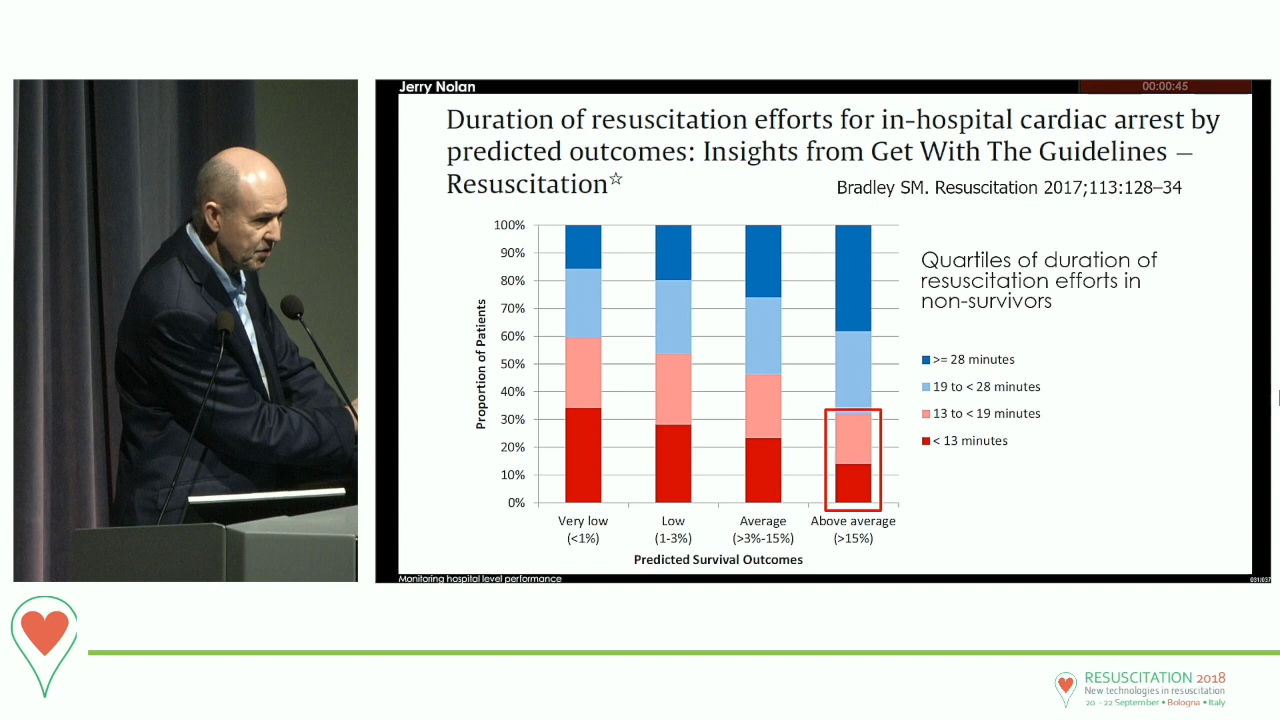 Jerry Nolan
00:00:45
Duration of resuscitation efforts for in-hospital cardiac arrest by
predicted outcomes: Insights from Get With The Guidelines –
Resuscitation☆
Bradley SM. Resuscitation 2017;113:128–34
100%
90%
80%
70%
60%
50%
40%
30%
20%
10%
0%
Proportion of Patients
Very low
(<1%)
Low
(1-3%)
Average
(>3%-15%)
Above average
(>15%)
Predicted Survival Outcomes
Quartiles of duration of
resuscitation efforts in
non-survivors
>= 28 minutes
19 to < 28 minutes
13 to < 19 minutes
< 13 minutes
Monitoring hospital level performance
031/037
RESUSCITATION 2018
New technologies in resuscitation
20 - 22 September • Bologna • Italy